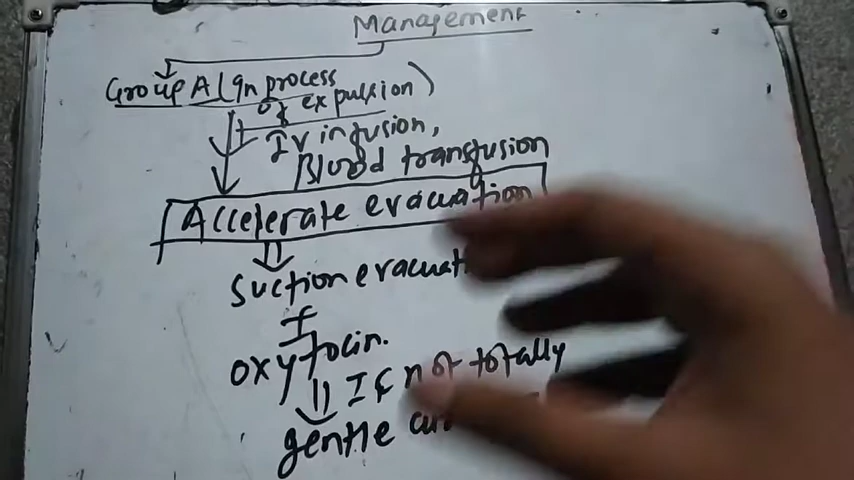 Management
Group A (In process
of expulsion)
IV infusion,
Blood transfusion
Accelerate evacuation
Suction evacuat
+
oxytocin.
If not totally
gentle